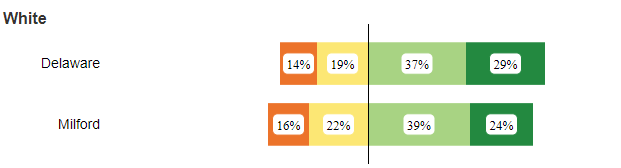 White
Delaware 14% 19% 37% 29%
Milford 16% 22% 39% 24%